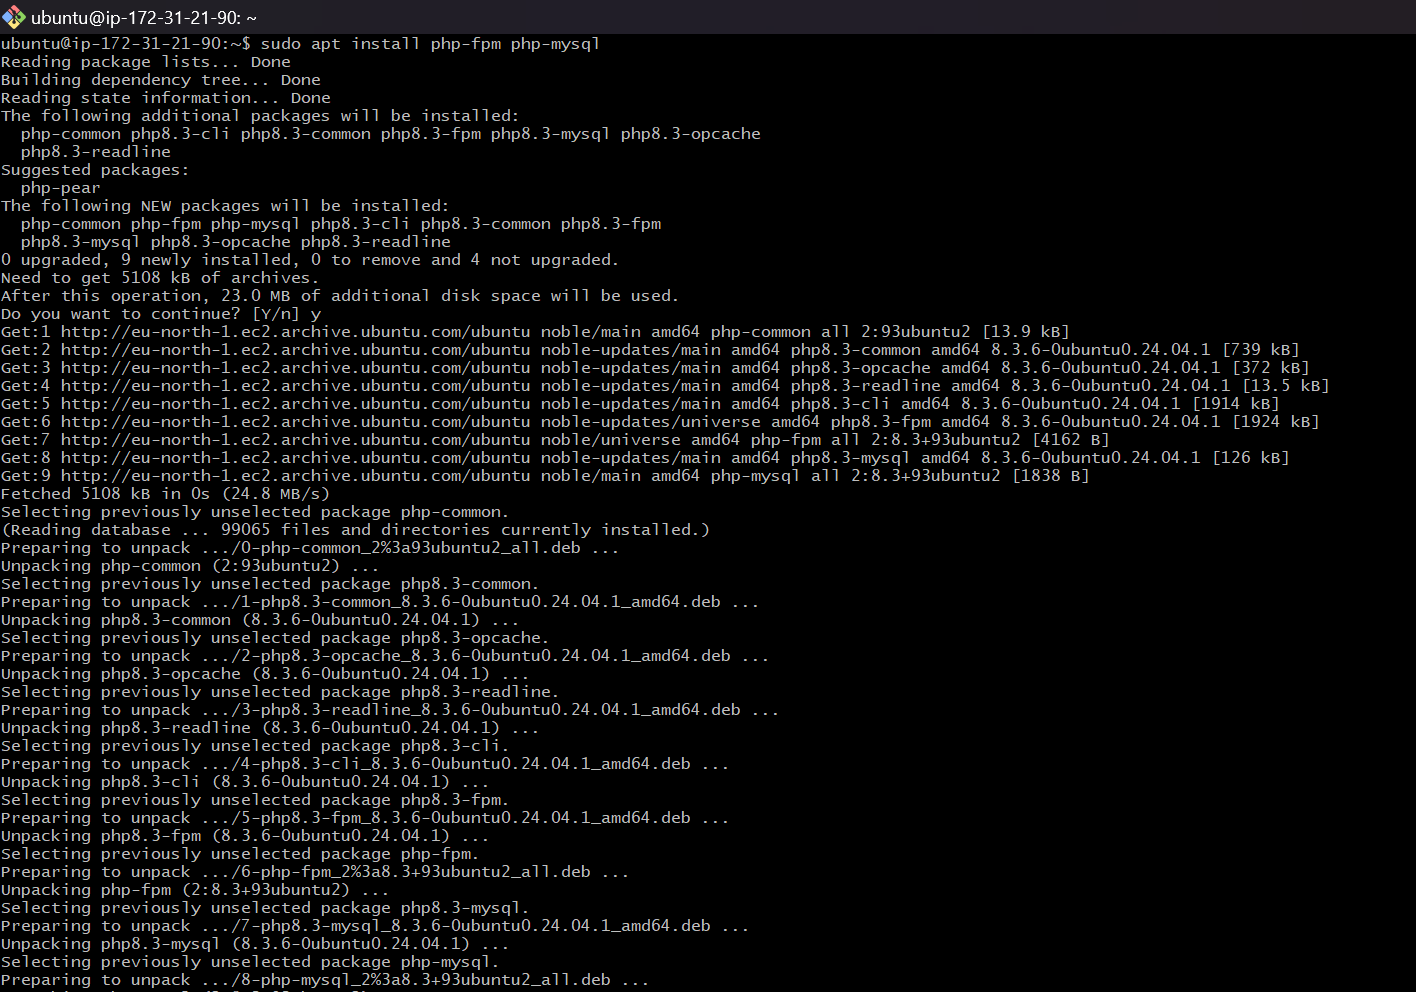 ubuntu@ip-172-31-21-90: ~
ubuntu@ip-172-31-21-90:~$ sudo apt install php-fpm php-mysql
Reading package lists... Done
Building dependency tree... Done
Reading state information... Done
The following additional packages will be installed:
  php-common php8.3-cli php8.3-common php8.3-fpm php8.3-mysql php8.3-opcache
  php8.3-readline
Suggested packages:
  php-pear
The following NEW packages will be installed:
  php-common php-fpm php-mysql php8.3-cli php8.3-common php8.3-fpm
  php8.3-mysql php8.3-opcache php8.3-readline
0 upgraded, 9 newly installed, 0 to remove and 4 not upgraded.
Need to get 5108 kB of archives.
After this operation, 23.0 MB of additional disk space will be used.
Do you want to continue? [Y/n] y
Get:1 http://eu-north-1.ec2.archive.ubuntu.com/ubuntu noble/main amd64 php-common all 2:93ubuntu2 [13.9 kB]
Get:2 http://eu-north-1.ec2.archive.ubuntu.com/ubuntu noble-updates/main amd64 php8.3-common amd64 8.3.6-0ubuntu0.24.04.1 [739 kB]
Get:3 http://eu-north-1.ec2.archive.ubuntu.com/ubuntu noble-updates/main amd64 php8.3-opcache amd64 8.3.6-0ubuntu0.24.04.1 [372 kB]
Get:4 http://eu-north-1.ec2.archive.ubuntu.com/ubuntu noble-updates/main amd64 php8.3-readline amd64 8.3.6-0ubuntu0.24.04.1 [13.5 kB]
Get:5 http://eu-north-1.ec2.archive.ubuntu.com/ubuntu noble-updates/main amd64 php8.3-cli amd64 8.3.6-0ubuntu0.24.04.1 [1914 kB]
Get:6 http://eu-north-1.ec2.archive.ubuntu.com/ubuntu noble-updates/universe amd64 php8.3-fpm amd64 8.3.6-0ubuntu0.24.04.1 [1924 kB]
Get:7 http://eu-north-1.ec2.archive.ubuntu.com/ubuntu noble/universe amd64 php-fpm all 2:8.3+93ubuntu2 [4162 B]
Get:8 http://eu-north-1.ec2.archive.ubuntu.com/ubuntu noble-updates/main amd64 php8.3-mysql amd64 8.3.6-0ubuntu0.24.04.1 [126 kB]
Get:9 http://eu-north-1.ec2.archive.ubuntu.com/ubuntu noble/main amd64 php-mysql all 2:8.3+93ubuntu2 [1838 B]
Fetched 5108 kB in 0s (24.8 MB/s)
Selecting previously unselected package php-common.
(Reading database ... 99065 files and directories currently installed.)
Preparing to unpack .../0-php-common_2%3a93ubuntu2_all.deb ...
Unpacking php-common (2:93ubuntu2) ...
Selecting previously unselected package php8.3-common.
Preparing to unpack .../1-php8.3-common_8.3.6-0ubuntu0.24.04.1_amd64.deb ...
Unpacking php8.3-common (8.3.6-0ubuntu0.24.04.1) ...
Selecting previously unselected package php8.3-opcache.
Preparing to unpack .../2-php8.3-opcache_8.3.6-0ubuntu0.24.04.1_amd64.deb ...
Unpacking php8.3-opcache (8.3.6-0ubuntu0.24.04.1) ...
Selecting previously unselected package php8.3-readline.
Preparing to unpack .../3-php8.3-readline_8.3.6-0ubuntu0.24.04.1_amd64.deb ...
Unpacking php8.3-readline (8.3.6-0ubuntu0.24.04.1) ...
Selecting previously unselected package php8.3-cli.
Preparing to unpack .../4-php8.3-cli_8.3.6-0ubuntu0.24.04.1_amd64.deb ...
Unpacking php8.3-cli (8.3.6-0ubuntu0.24.04.1) ...
Selecting previously unselected package php8.3-fpm.
Preparing to unpack .../5-php8.3-fpm_8.3.6-0ubuntu0.24.04.1_amd64.deb ...
Unpacking php8.3-fpm (8.3.6-0ubuntu0.24.04.1) ...
Selecting previously unselected package php-fpm.
Preparing to unpack .../6-php-fpm_2%3a8.3+93ubuntu2_all.deb ...
Unpacking php-fpm (2:8.3+93ubuntu2) ...
Selecting previously unselected package php8.3-mysql.
Preparing to unpack .../7-php8.3-mysql_8.3.6-0ubuntu0.24.04.1_amd64.deb ...
Unpacking php8.3-mysql (8.3.6-0ubuntu0.24.04.1) ...
Selecting previously unselected package php-mysql.
Preparing to unpack .../8-php-mysql_2%3a8.3+93ubuntu2_all.deb ...